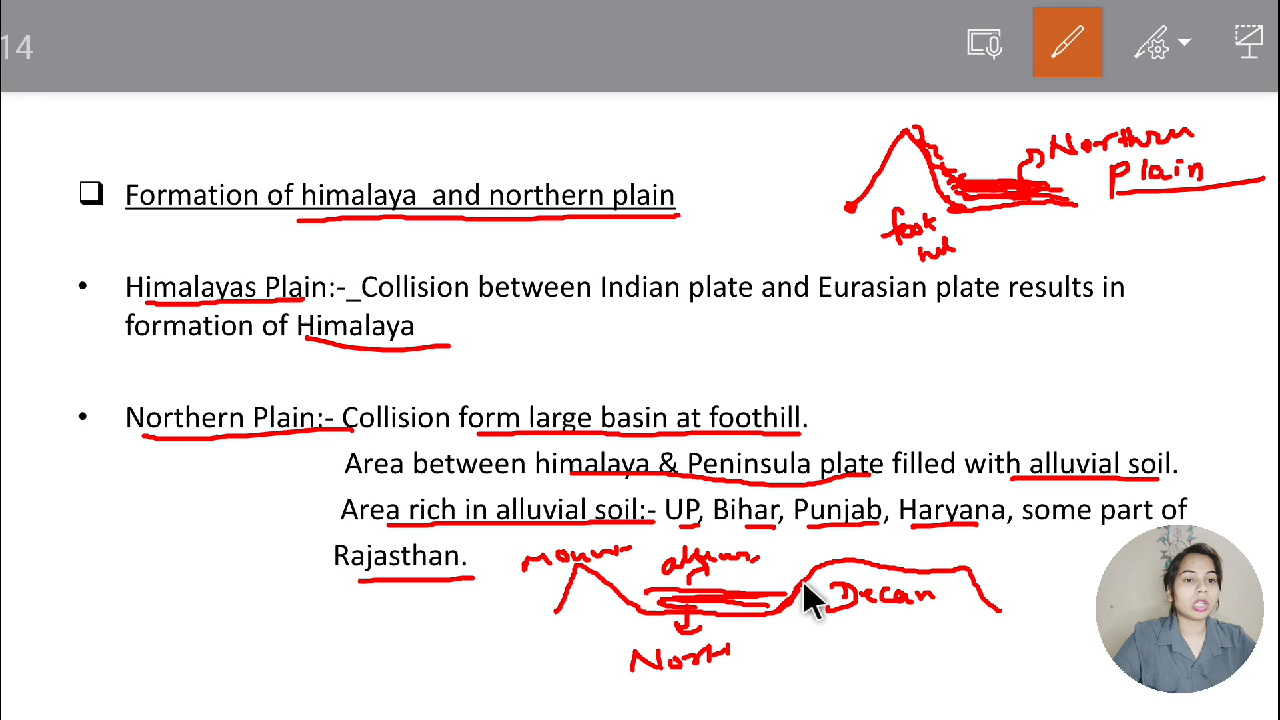 14
Northern
Plain
Formation of himalaya and northern plain
foot
Himalayas Plain:-_Collision between Indian plate and Eurasian plate results in
formation of Himalaya
Northern Plain:- Collision form large basin at foothill.
Area between himalaya & Peninsula plate filled with alluvial soil.
Area rich in alluvial soil:- UP, Bihar, Punjab, Haryana, some part of
Rajasthan.
Decan
North